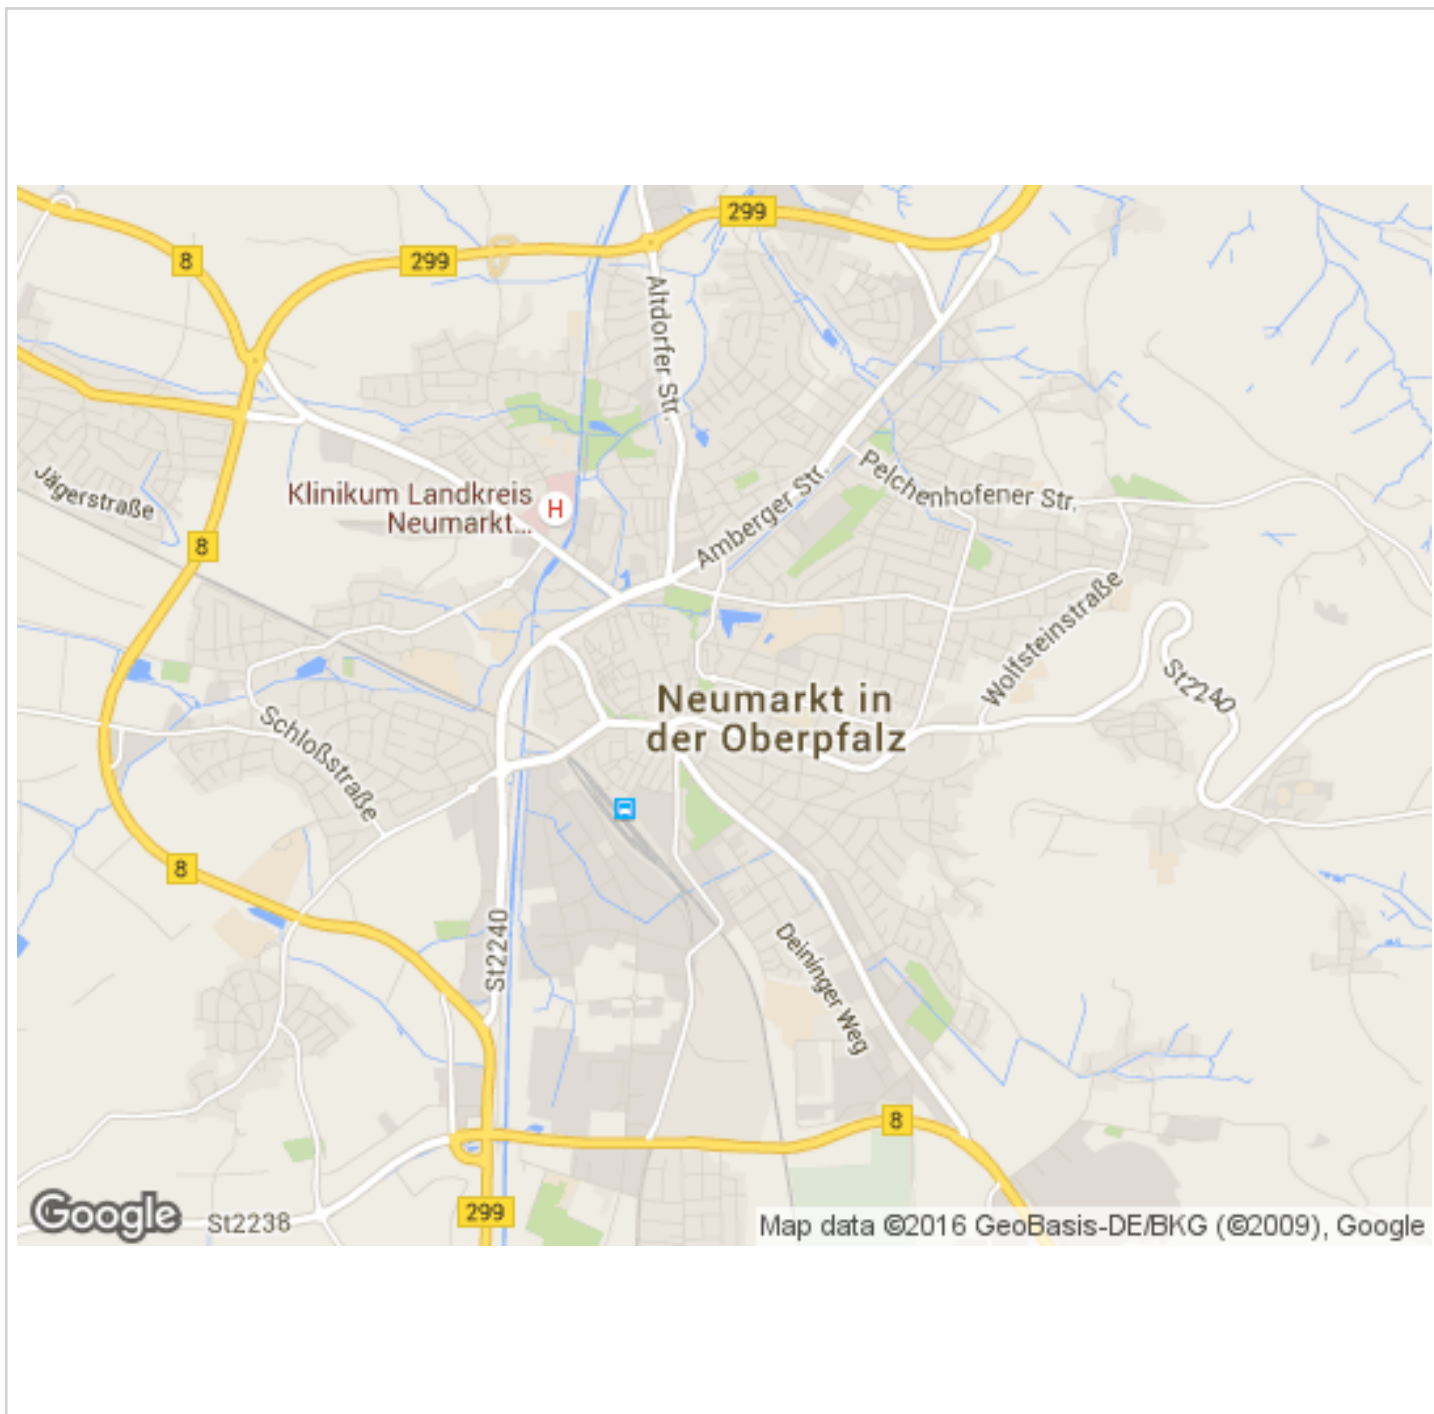 299
8
299
Altdorfer Str.
Jägerstraße
Klinikum Landkreis
Neumarkt...
H
Amberger Str.
Pelchenhofener Str.
8
Wolfsteinstraße
St2240
Neumarkt in
der Oberpfalz
Schloßstraße
8
St2240
Deininger Weg
8
299
Google
St2238
Map data ©2016 GeoBasis-DE/BKG (©2009), Google